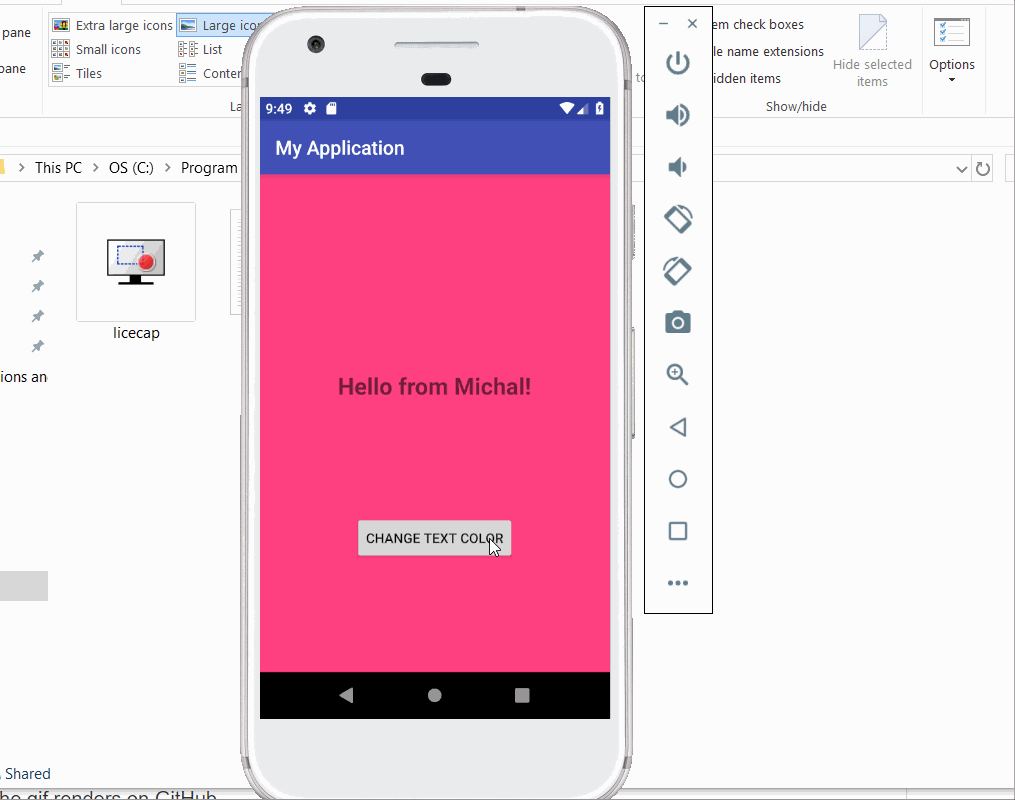 pane
Extra large icons
Large icon
em check boxes
Small icons
List
le name extensions
pane
Tiles
Conten
idden items
Hide selected
items
Options
La
Show/hide
to
This PC
OS (C:)
Program
9:49
My Application
licecap
ions an
Hello from Michal!
CHANGE TEXT COLOR
Shared
he gif renders on GitHub